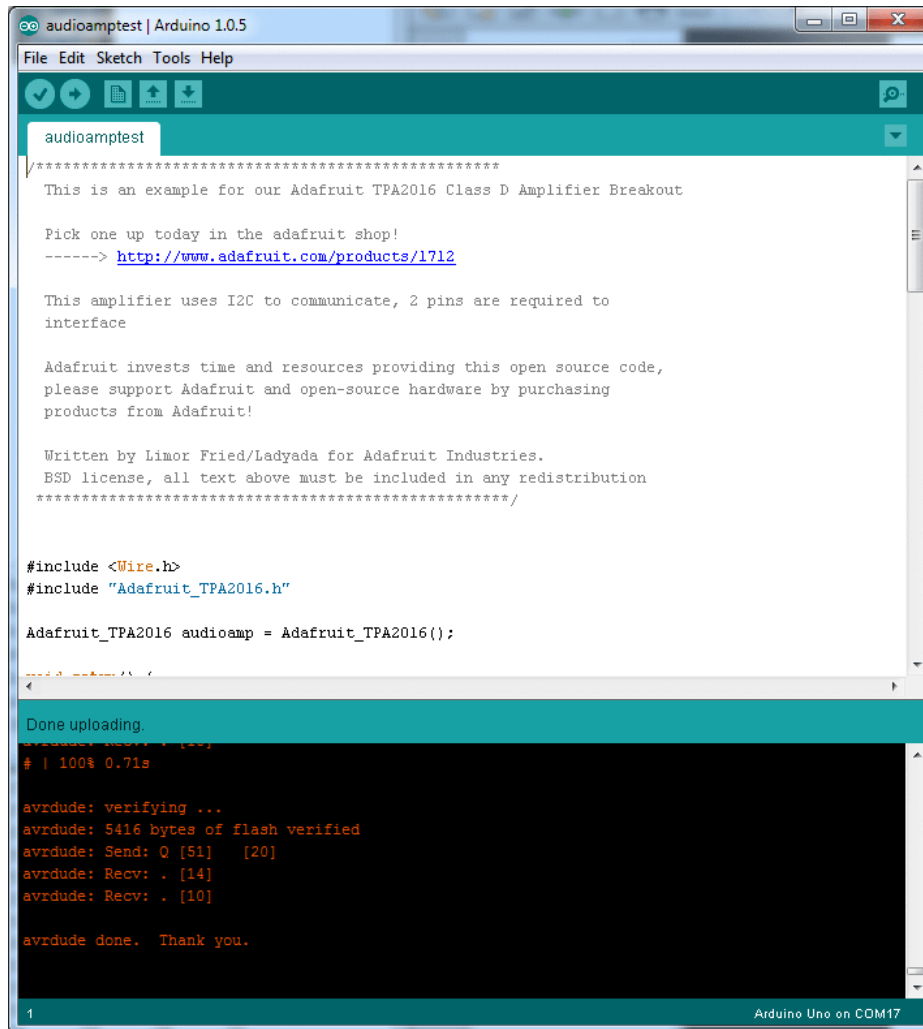 audioamptest | Arduino 1.0.5
File Edit Sketch Tools Help
audioamptest
/***************************************************
This is an example for our Adafruit TPA2016 Class D Amplifier Breakout
Pick one up today in the adafruit shop!
------> http://www.adafruit.com/products/1712
This amplifier uses I2C to communicate, 2 pins are required to
interface
Adafruit invests time and resources providing this open source code,
please support Adafruit and open-source hardware by purchasing
products from Adafruit!
Written by Limor Fried/Ladyada for Adafruit Industries.
BSD license, all text above must be included in any redistribution
****************************************************/
#include <Wire.h>
#include "Adafruit_TPA2016.h"
Adafruit_TPA2016 audioamp = Adafruit_TPA2016();
Done uploading.
# | 100% 0.71s
avrdude: verifying ...
avrdude: 5416 bytes of flash verified
avrdude: Send: Q [51]   [20]
avrdude: Recv: . [14]
avrdude: Recv: . [10]
avrdude done.  Thank you.
1
Arduino Uno on COM17